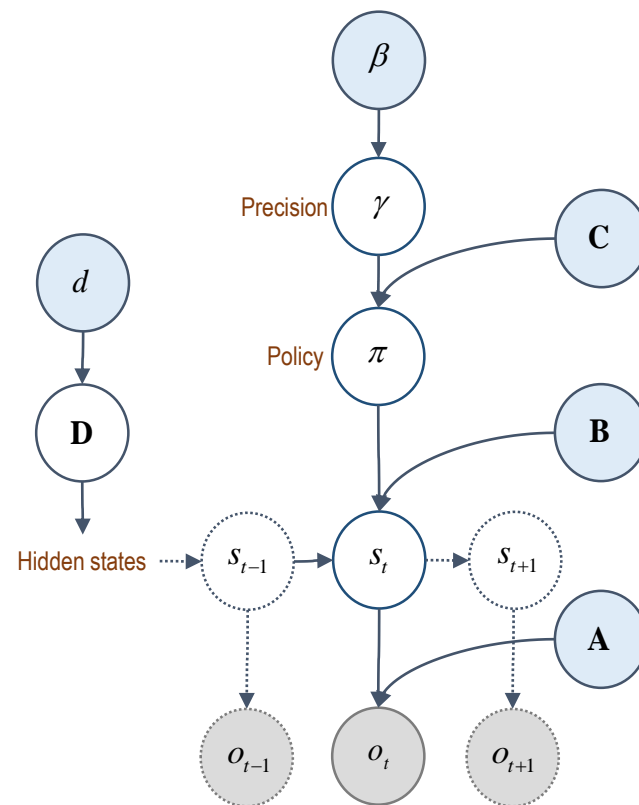 β
Precision
γ
C
d
Policy
π
D
B
Hidden states
s_{t−1}
s_t
s_{t+1}
A
o_{t−1}
o_t
o_{t+1}